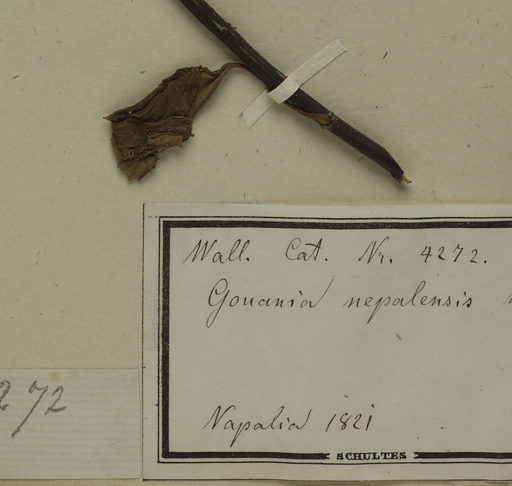 Wall. Cat. Nr. 4272.
Gouania nepalensis
Napalia 1821
SCHULTES
272